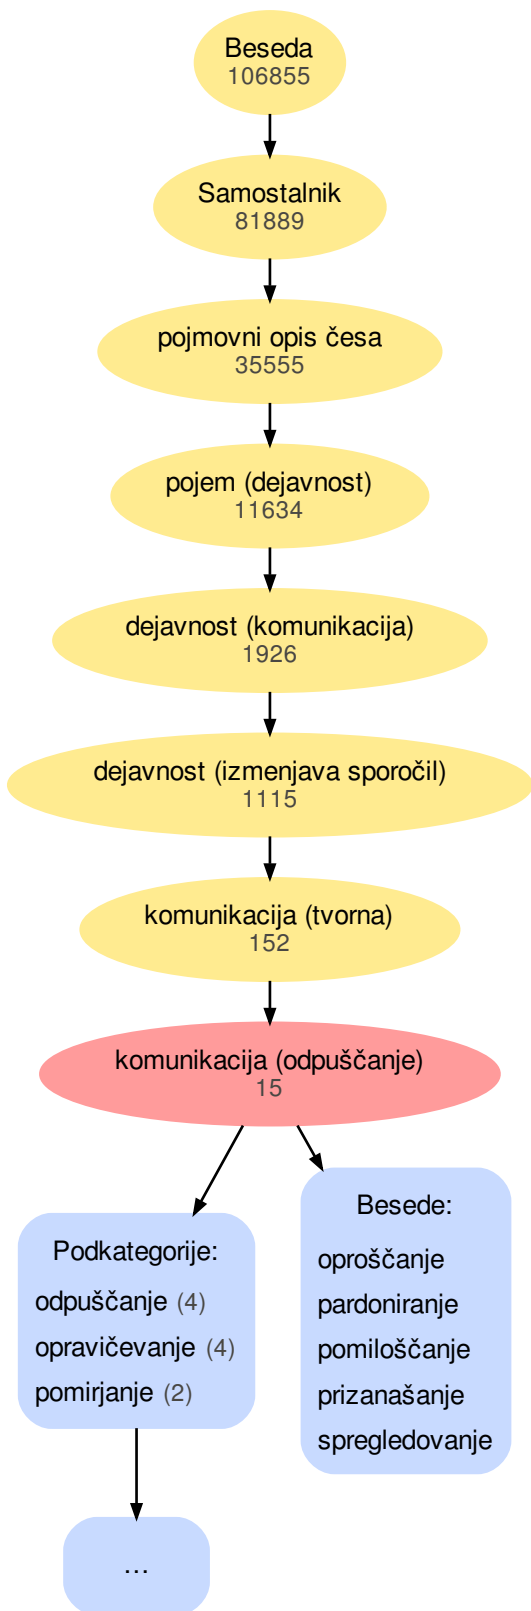 Beseda
106855
Samostalnik
81889
pojmovni opis česa
35555
pojem (dejavnost)
11634
dejavnost (komunikacija)
1926
dejavnost (izmenjava sporočil)
1115
komunikacija (tvorna)
152
komunikacija (odpuščanje)
15
Podkategorije:
odpuščanje (4)
opravičevanje (4)
pomirjanje (2)
...
Besede:
oproščanje
pardoniranje
pomiloščanje
prizanašanje
spregledovanje